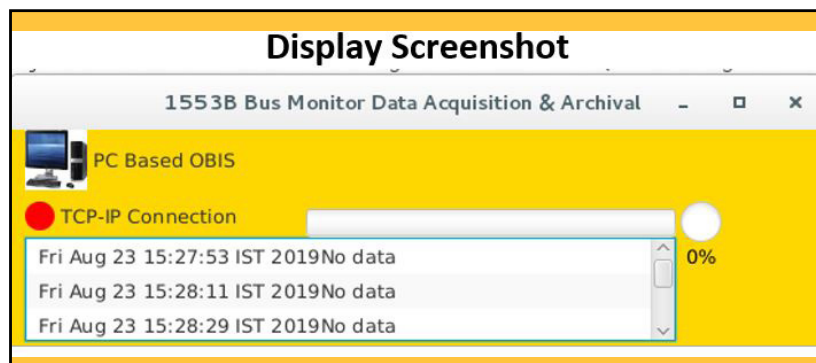 Display Screenshot
1553B Bus Monitor Data Acquisition & Archival
PC Based OBIS
TCP-IP Connection
0%
Fri Aug 23 15:27:53 IST 2019No data
Fri Aug 23 15:28:11 IST 2019No data
Fri Aug 23 15:28:29 IST 2019No data